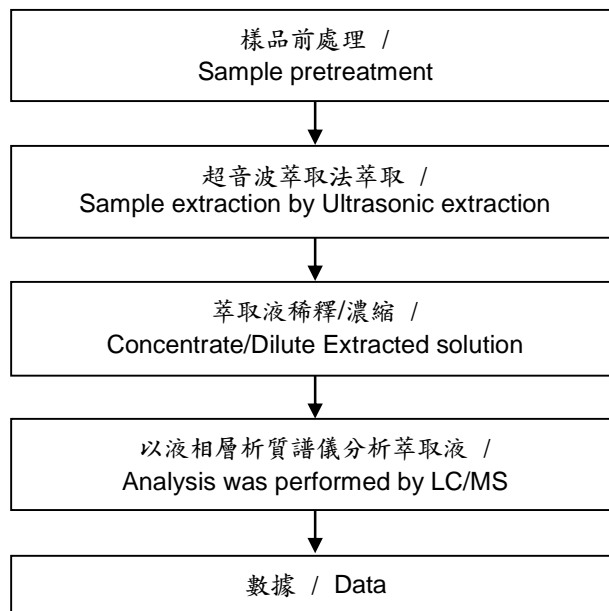 樣品前處理 /
Sample pretreatment
超音波萃取法萃取 /
Sample extraction by Ultrasonic extraction
萃取液稀釋/濃縮 /
Concentrate/Dilute Extracted solution
以液相層析質譜儀分析萃取液 /
Analysis was performed by LC/MS
數據 / Data